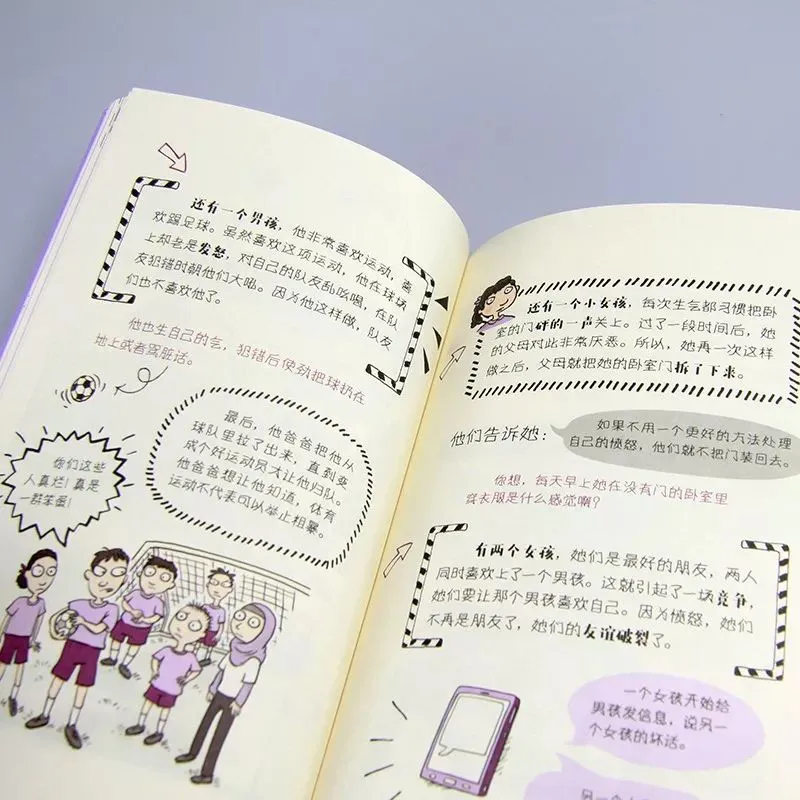 还有一个男孩，他非常喜欢运动，喜
欢踢足球。虽然喜欢这项运动，他在球场
上却老是发怒，对自己的队友乱吆喝，在队
友犯错时朝他们大吼。因为他这样做，队友
们也不喜欢他了。
他也生自己的气，犯错后使劲把球扔在
地上或者骂脏话。
最后，他爸爸把他从
球队里拉了出来，直到变
成个好运动员才让他归队。
他爸爸想让他知道，体育
运动不代表可以举止粗暴。
你们这些
人真烂！真是
一群笨蛋！
还有一个小女孩，每次生气都习惯把卧
室的门砰的一声关上。过了一段时间后，她
的父母对此非常厌恶。所以，她再一次这样
做之后，父母就把她的卧室门拆了下来。
他们告诉她：
如果不用一个更好的方法处理
自己的愤怒，他们就不把门装回去。
你想，每天早上她在没有门的卧室里
穿衣服是什么感觉啊？
有两个女孩，她们是最好的朋友，两人
同时喜欢上了一个男孩。这就引起了一场竞争，
她们要让那个男孩喜欢自己。因为愤怒，她们
不再是朋友了，她们的友谊破裂了。
一个女孩开始给
男孩发信息，说另一
个女孩的坏话。